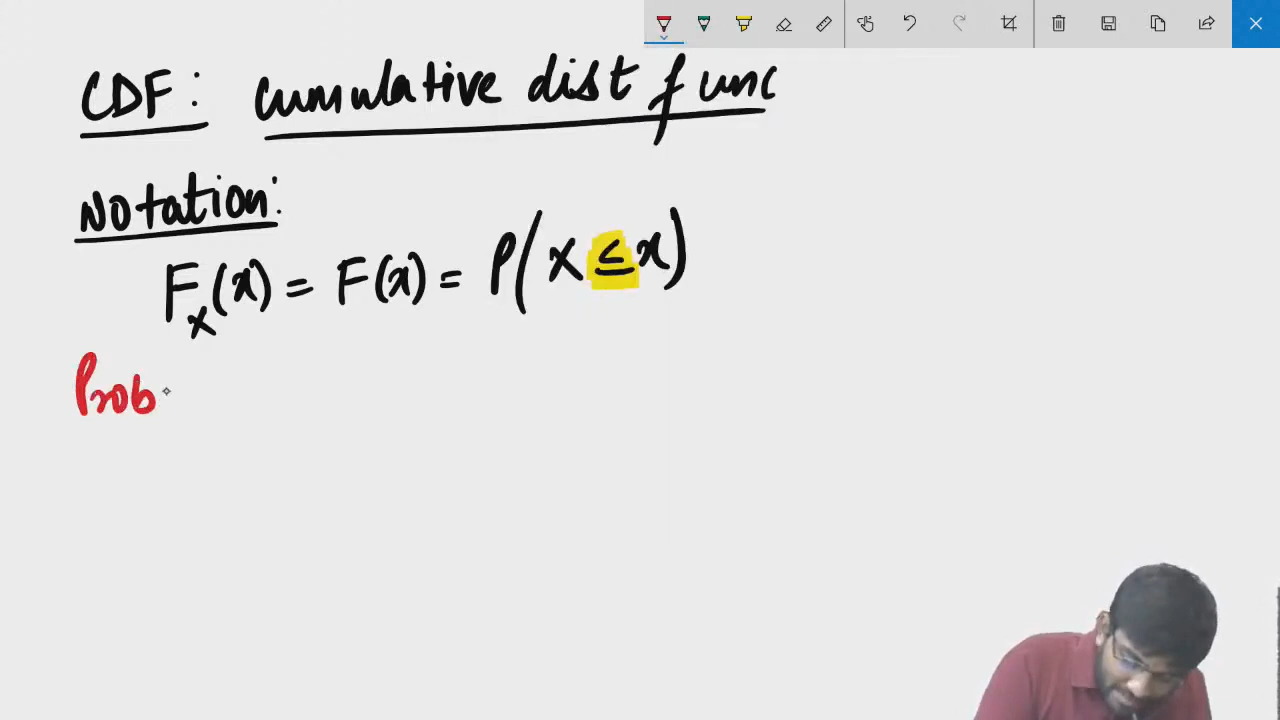 CDF: cumulative dist func
Notation:
Fₓ(x) = F(x) = P(X ≤ x)
Prob